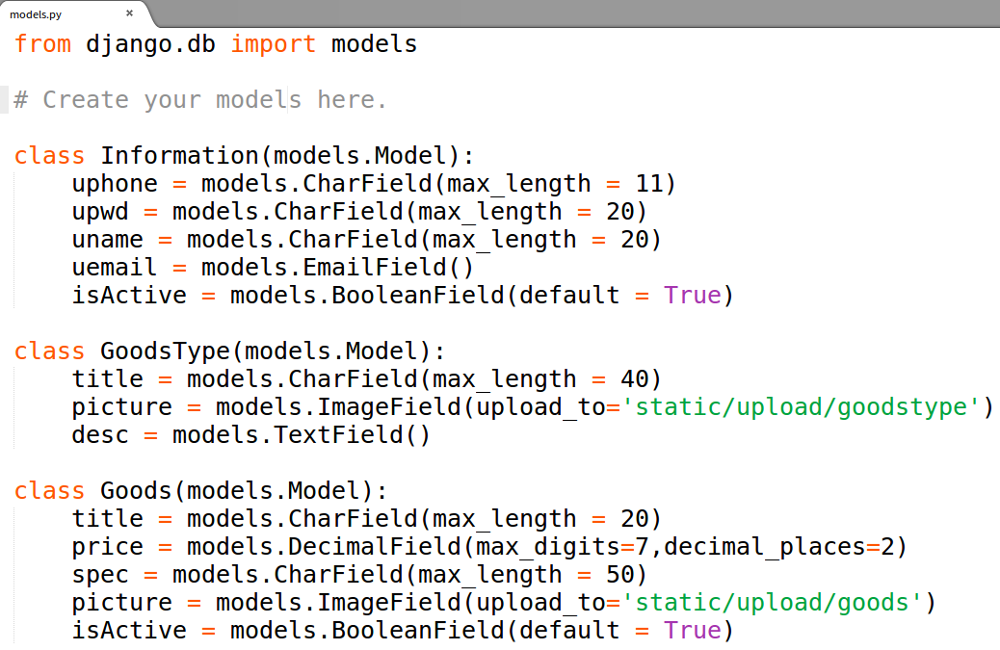 models.py ×
from django.db import models
# Create your models here.
class Information(models.Model):
    uphone = models.CharField(max_length = 11)
    upwd = models.CharField(max_length = 20)
    uname = models.CharField(max_length = 20)
    uemail = models.EmailField()
    isActive = models.BooleanField(default = True)
class GoodsType(models.Model):
    title = models.CharField(max_length = 40)
    picture = models.ImageField(upload_to='static/upload/goodstype')
    desc = models.TextField()
class Goods(models.Model):
    title = models.CharField(max_length = 20)
    price = models.DecimalField(max_digits=7,decimal_places=2)
    spec = models.CharField(max_length = 50)
    picture = models.ImageField(upload_to='static/upload/goods')
    isActive = models.BooleanField(default = True)